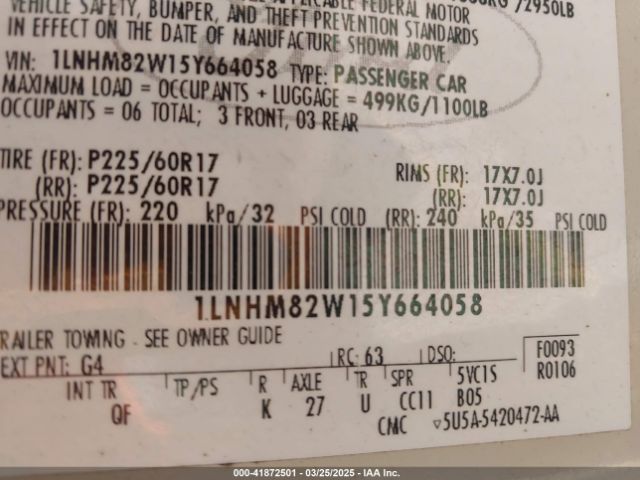 VEHICLE SAFETY, BUMPER, AND THEFT PREVENTION STANDARDS
IN EFFECT ON THE DATE OF MANUFACTURE SHOWN ABOVE.
VIN: 1LNHM82W15Y664058 TYPE: PASSENGER CAR
MAXIMUM LOAD = OCCUPANTS + LUGGAGE = 499KG/1100LB
OCCUPANTS = 06 TOTAL; 3 FRONT, 03 REAR
TIRE (FR): P225/60R17 RIMS (FR): 17X7.0J
(RR): P225/60R17 (RR): 17X7.0J
PRESSURE (FR): 220 kPa/32 PSI COLD (RR): 240 kPa/35 PSI COLD
1LNHM82W15Y664058
RAILER TOWING - SEE OWNER GUIDE
EXT PNT: G4 RC: 63 DSO: F0093
INT TR TP/PS R AXLE TR SPR 5VC1S R0106
QF K 27 U CC11 B05
CMC ▽5U5A-5420472-AA
000-41872501 | 03/25/2025 | IAA Inc.